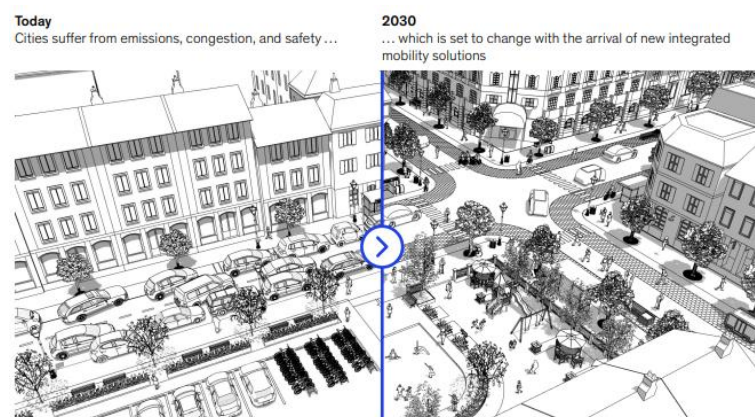 Today
Cities suffer from emissions, congestion, and safety …
2030
… which is set to change with the arrival of new integrated
mobility solutions